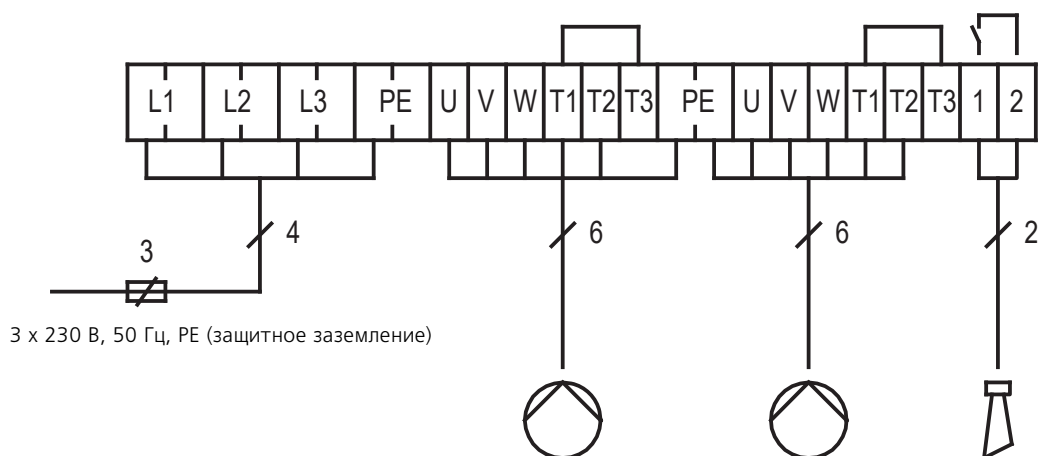 L1 L2 L3 PE U V W T1 T2 T3 PE U V W T1 T2 T3 1 2
4 6 6 2
3
3 x 230 В, 50 Гц, PE (защитное заземление)